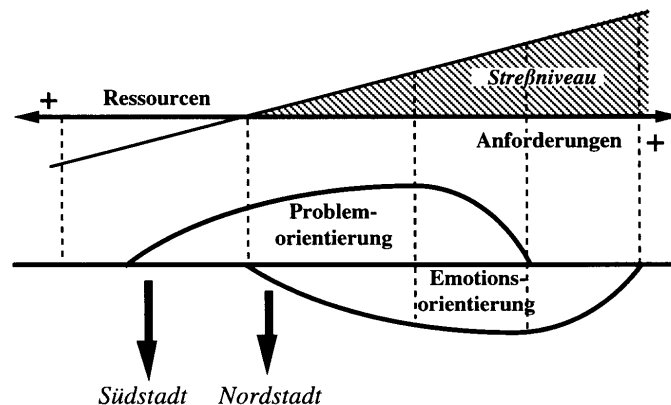 Streßniveau
+
Ressourcen
Anforderungen
+
Problem-
orientierung
Emotions-
orientierung
Südstadt
Nordstadt